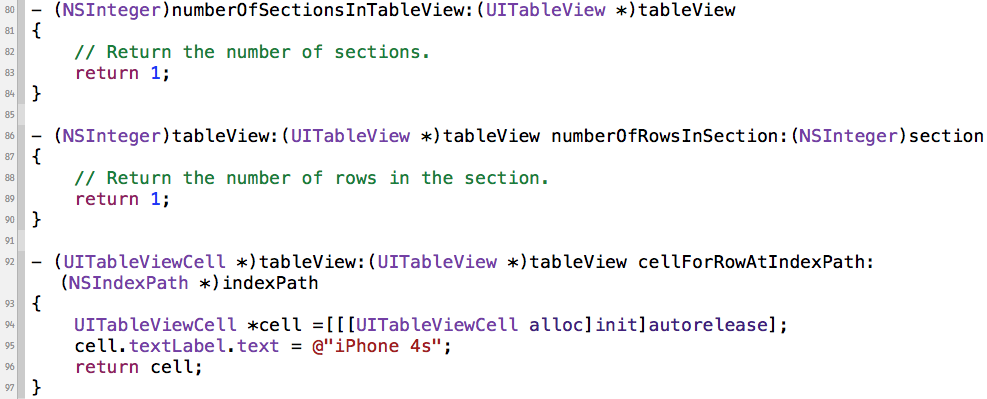 80 - (NSInteger)numberOfSectionsInTableView:(UITableView *)tableView
81 {
82 // Return the number of sections.
83 return 1;
84 }
85
86 - (NSInteger)tableView:(UITableView *)tableView numberOfRowsInSection:(NSInteger)section
87 {
88 // Return the number of rows in the section.
89 return 1;
90 }
91
92 - (UITableViewCell *)tableView:(UITableView *)tableView cellForRowAtIndexPath:
(NSIndexPath *)indexPath
93 {
94 UITableViewCell *cell =[[[UITableViewCell alloc]init]autorelease];
95 cell.textLabel.text = @"iPhone 4s";
96 return cell;
97 }